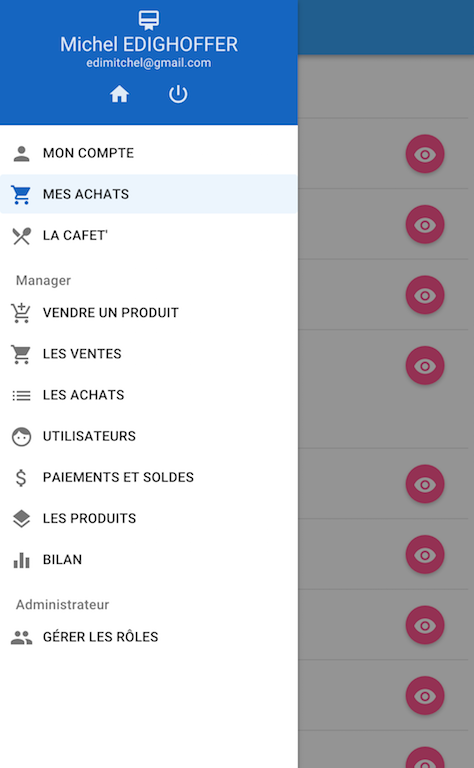 Michel EDIGHOFFER
edimitchel@gmail.com
MON COMPTE
MES ACHATS
LA CAFET'
Manager
VENDRE UN PRODUIT
LES VENTES
LES ACHATS
UTILISATEURS
PAIEMENTS ET SOLDES
LES PRODUITS
BILAN
Administrateur
GÉRER LES RÔLES